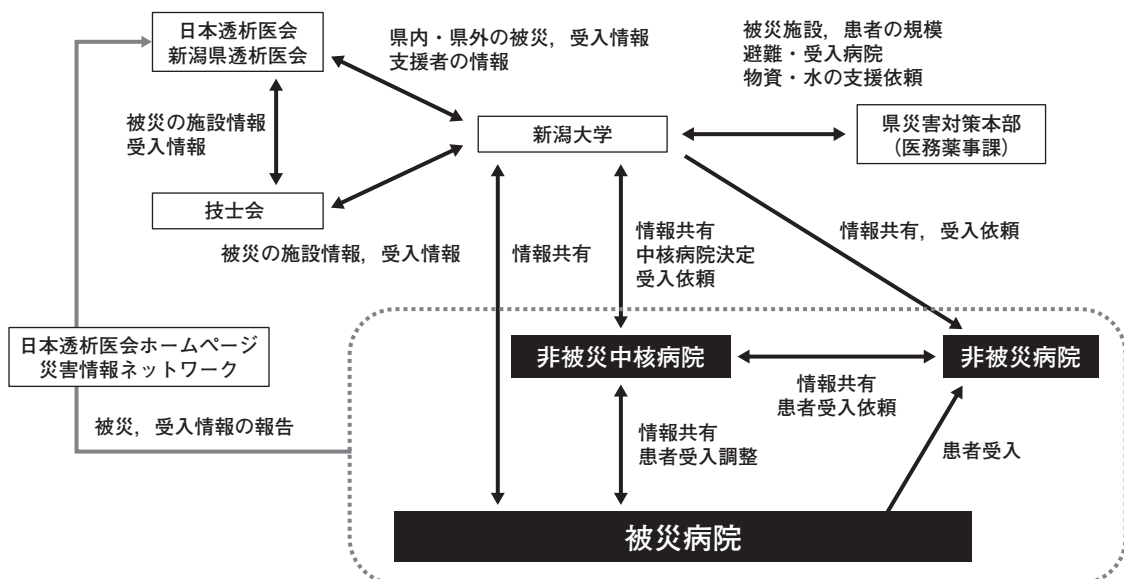 日本透析医会
新潟県透析医会
県内・県外の被災，受入情報
支援者の情報
被災施設，患者の規模
避難・受入病院
物資・水の支援依頼
被災の施設情報
受入情報
新潟大学
県災害対策本部
（医務薬事課）
技士会
被災の施設情報，受入情報
情報共有
情報共有
中核病院決定
受入依頼
情報共有，受入依頼
日本透析医会ホームページ
災害情報ネットワーク
非被災中核病院
非被災病院
情報共有
患者受入依頼
被災，受入情報の報告
情報共有
患者受入調整
患者受入
被災病院